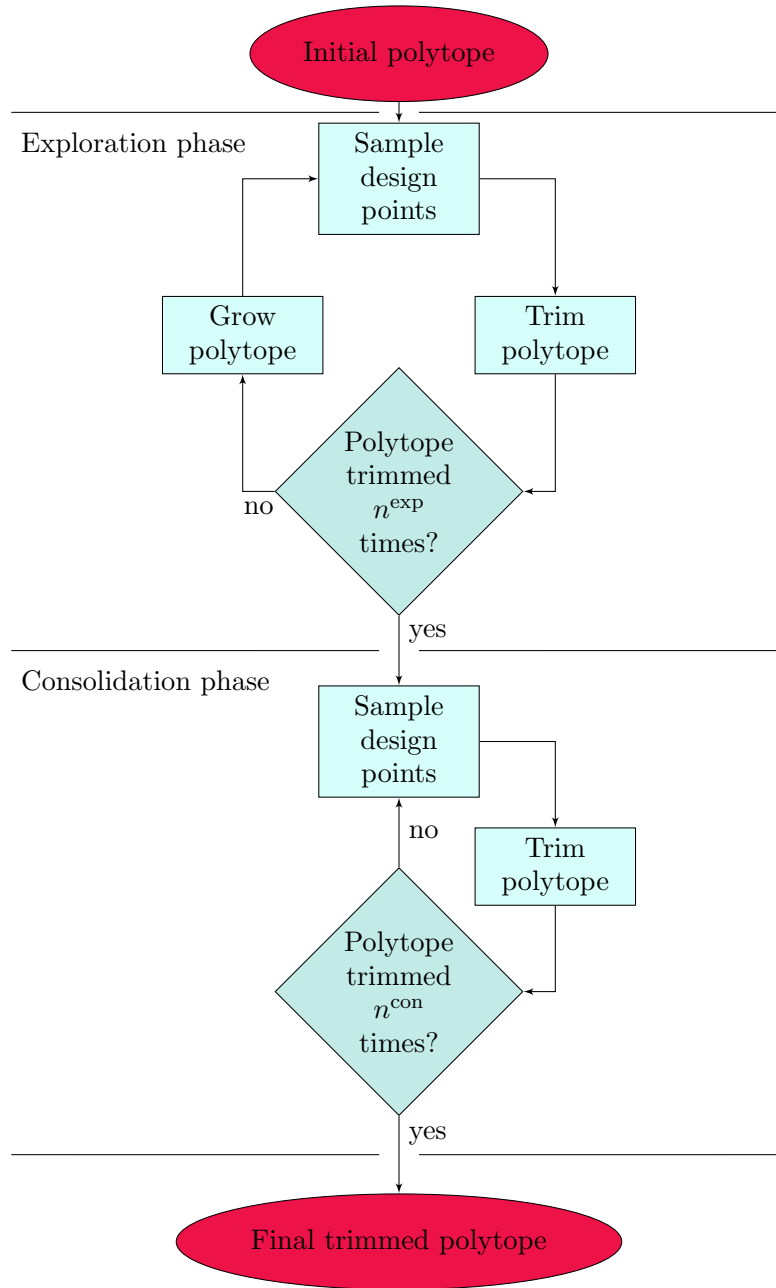 Initial polytope
Exploration phase
Sample
design
points
Grow
polytope
Trim
polytope
Polytope
trimmed
n^exp
times?
no
yes
Consolidation phase
Sample
design
points
no
Trim
polytope
Polytope
trimmed
n^con
times?
yes
Final trimmed polytope